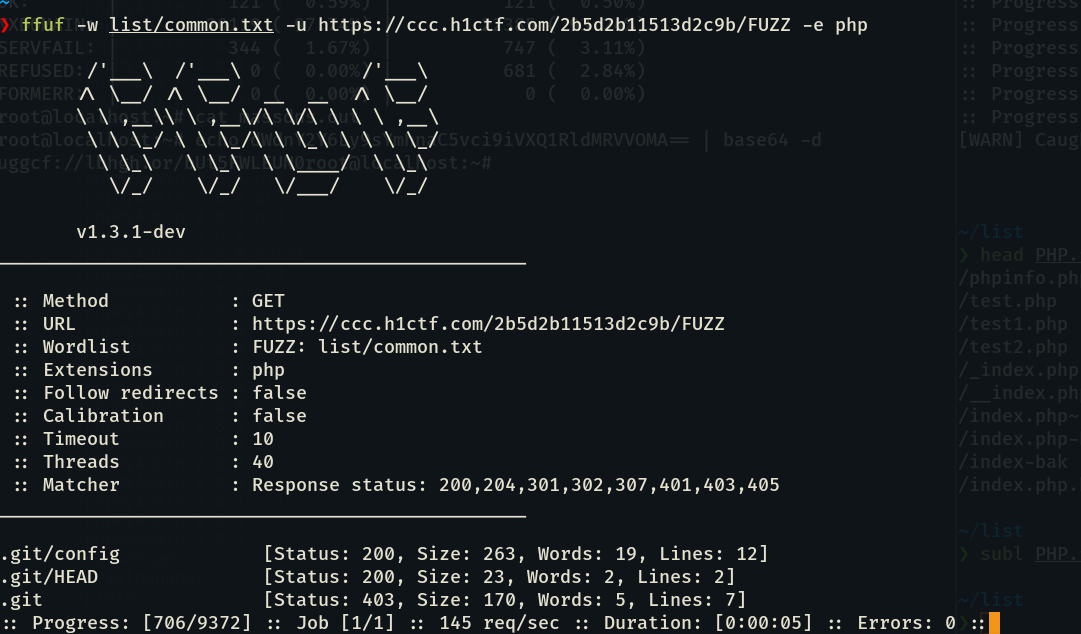 ❯ ffuf -w list/common.txt -u https://ccc.h1ctf.com/2b5d2b11513d2c9b/FUZZ -e php
:: Progress
SERVFAIL: 344 ( 1.67%) | 747 ( 3.11%) :: Progress
REFUSED: 0 ( 0.00%) 681 ( 2.84%) :: Progress
FORMERR: 0 ( 0.00%) 0 ( 0.00%) :: Progress
root@localhost
| base64 -d [WARN] Caug
root@localhost:~#
v1.3.1-dev
:: Method : GET
:: URL : https://ccc.h1ctf.com/2b5d2b11513d2c9b/FUZZ
:: Wordlist : FUZZ: list/common.txt
:: Extensions : php
:: Follow redirects : false
:: Calibration : false
:: Timeout : 10
:: Threads : 40
:: Matcher : Response status: 200,204,301,302,307,401,403,405
.git/config [Status: 200, Size: 263, Words: 19, Lines: 12]
.git/HEAD [Status: 200, Size: 23, Words: 2, Lines: 2]
.git [Status: 403, Size: 170, Words: 5, Lines: 7]
:: Progress: [706/9372] :: Job [1/1] :: 145 req/sec :: Duration: [0:00:05] :: Errors: 0 ::
~/list
❯ head PHP.
/phpinfo.ph
/test.php
/test1.php
/test2.php
/_index.php
/__index.ph
/index.php~
/index.php-
/index-bak
/index.php.
~/list
❯ subl PHP.
~/list